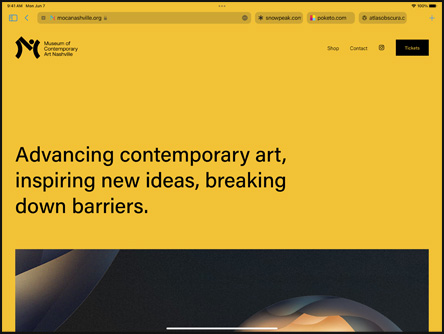 9:41 AM Mon Jun 7
100%
mocanashville.org
snowpeak.com
poketo.com
atlasobscura.c
Museum of
Contemporary
Art Nashville
Shop
Contact
Tickets
Advancing contemporary art,
inspiring new ideas, breaking
down barriers.